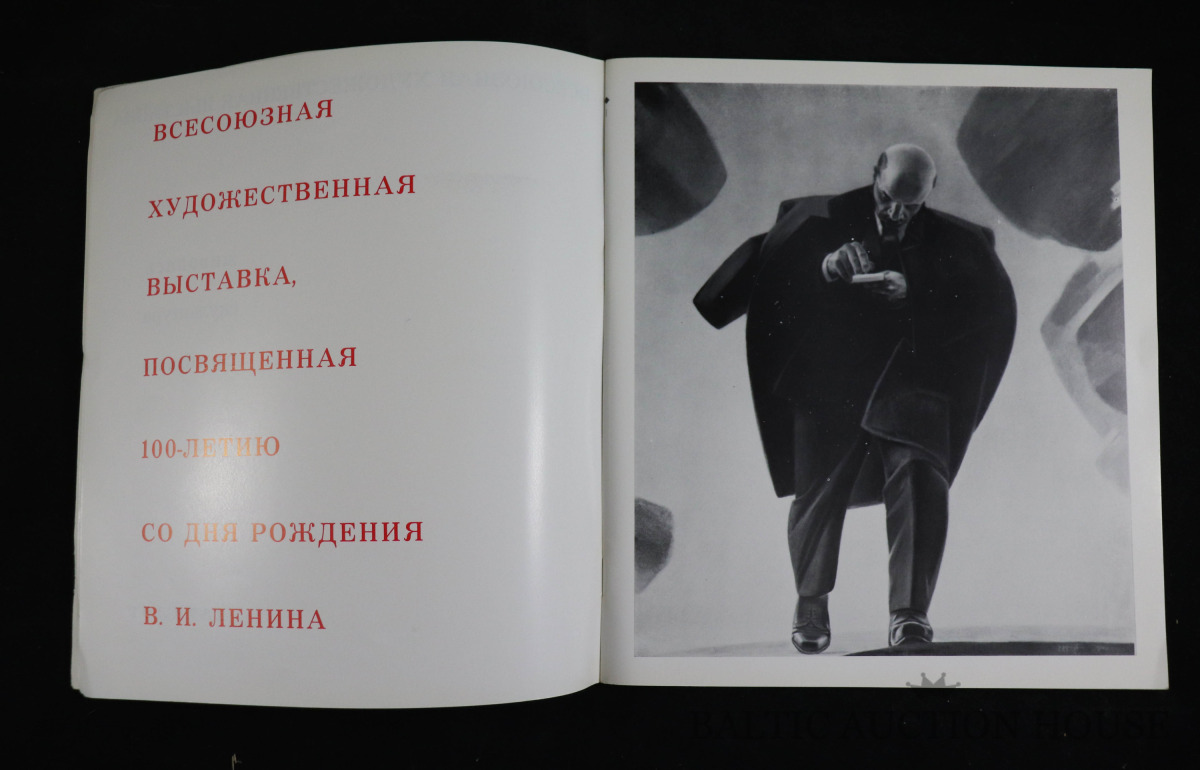 ВСЕСОЮЗНАЯ
ХУДОЖЕСТВЕННАЯ
ВЫСТАВКА,
ПОСВЯЩЕННАЯ
100-ЛЕТИЮ
СО ДНЯ РОЖДЕНИЯ
В. И. ЛЕНИНА
BALTIC AUCTION HOUSE